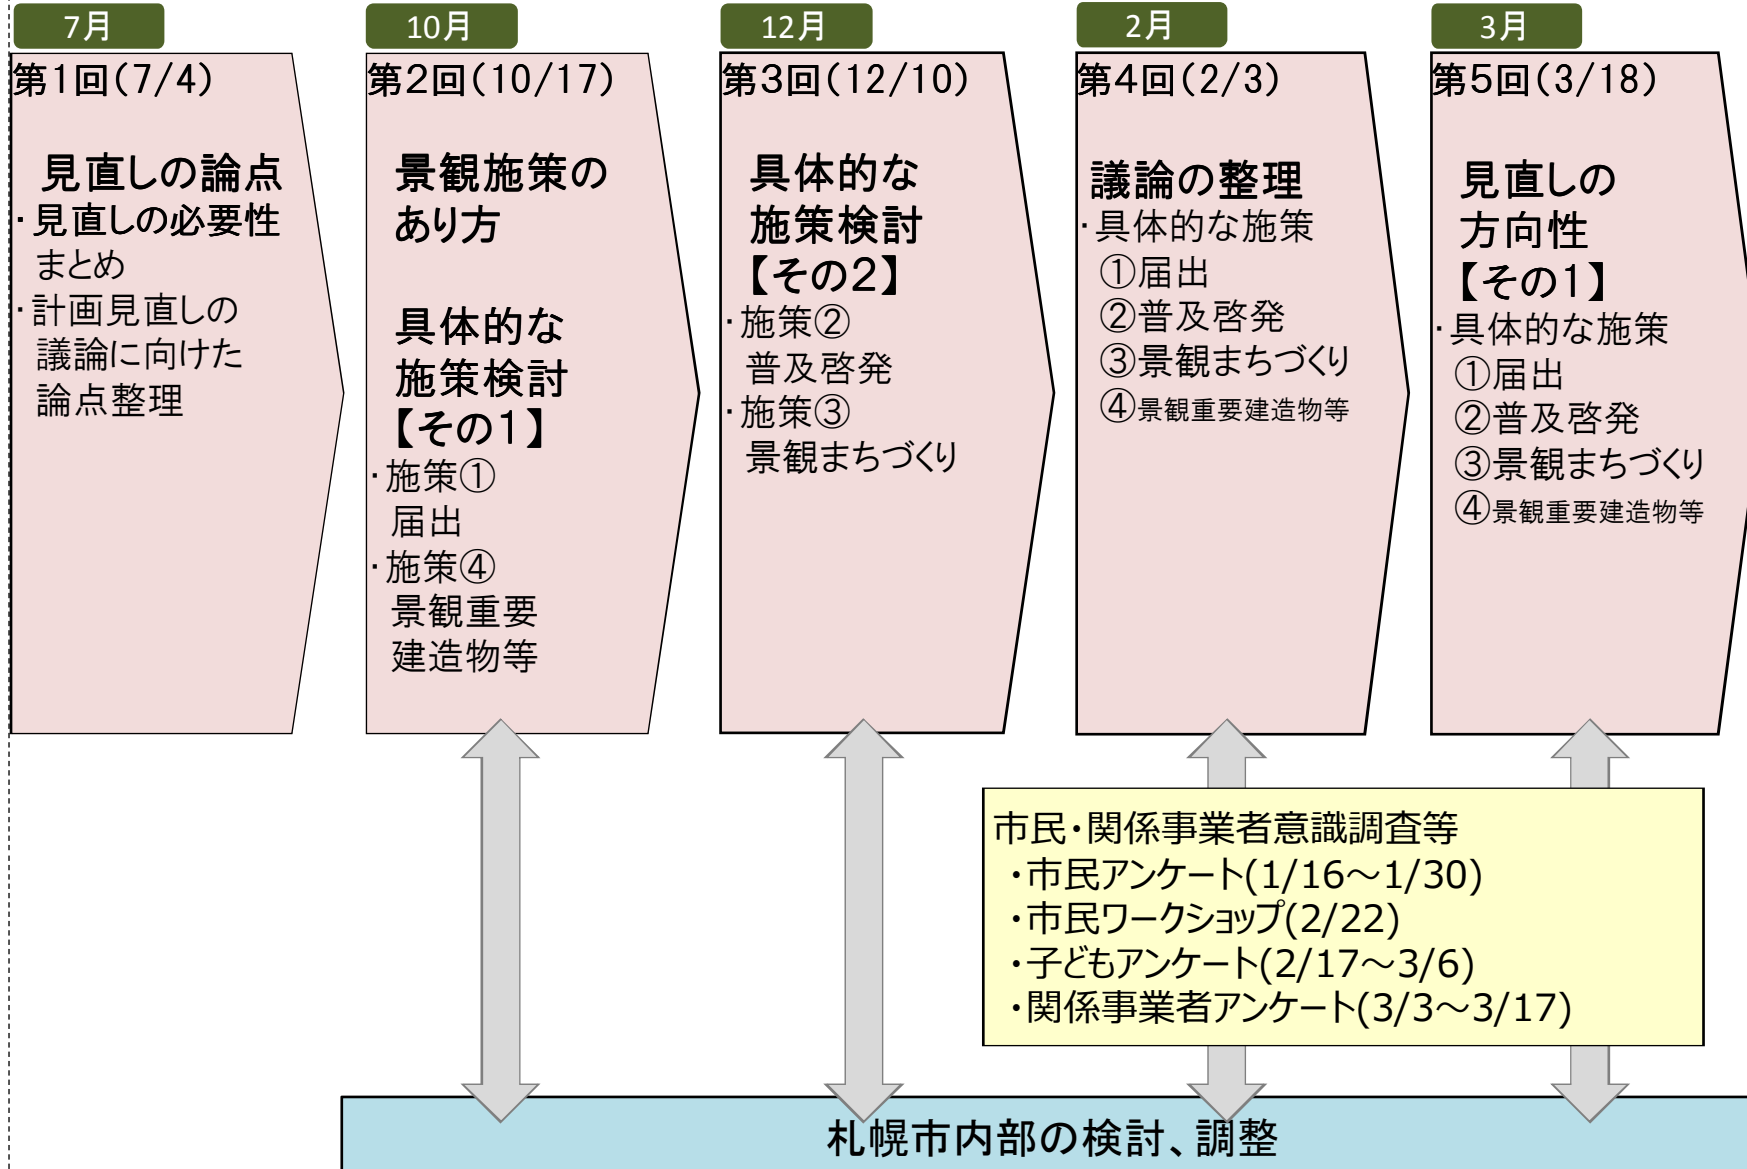 7月
第1回(7/4)
見直しの論点
・見直しの必要性
まとめ
・計画見直しの
議論に向けた
論点整理
10月
第2回(10/17)
景観施策の
あり方
具体的な
施策検討
【その1】
・施策①
届出
・施策④
景観重要
建造物等
12月
第3回(12/10)
具体的な
施策検討
【その2】
・施策②
普及啓発
・施策③
景観まちづくり
2月
第4回(2/3)
議論の整理
・具体的な施策
①届出
②普及啓発
③景観まちづくり
④景観重要建造物等
3月
第5回(3/18)
見直しの
方向性
【その1】
・具体的な施策
①届出
②普及啓発
③景観まちづくり
④景観重要建造物等
市民・関係事業者意識調査等
・市民アンケート(1/16～1/30)
・市民ワークショップ(2/22)
・子どもアンケート(2/17～3/6)
・関係事業者アンケート(3/3～3/17)
札幌市内部の検討、調整